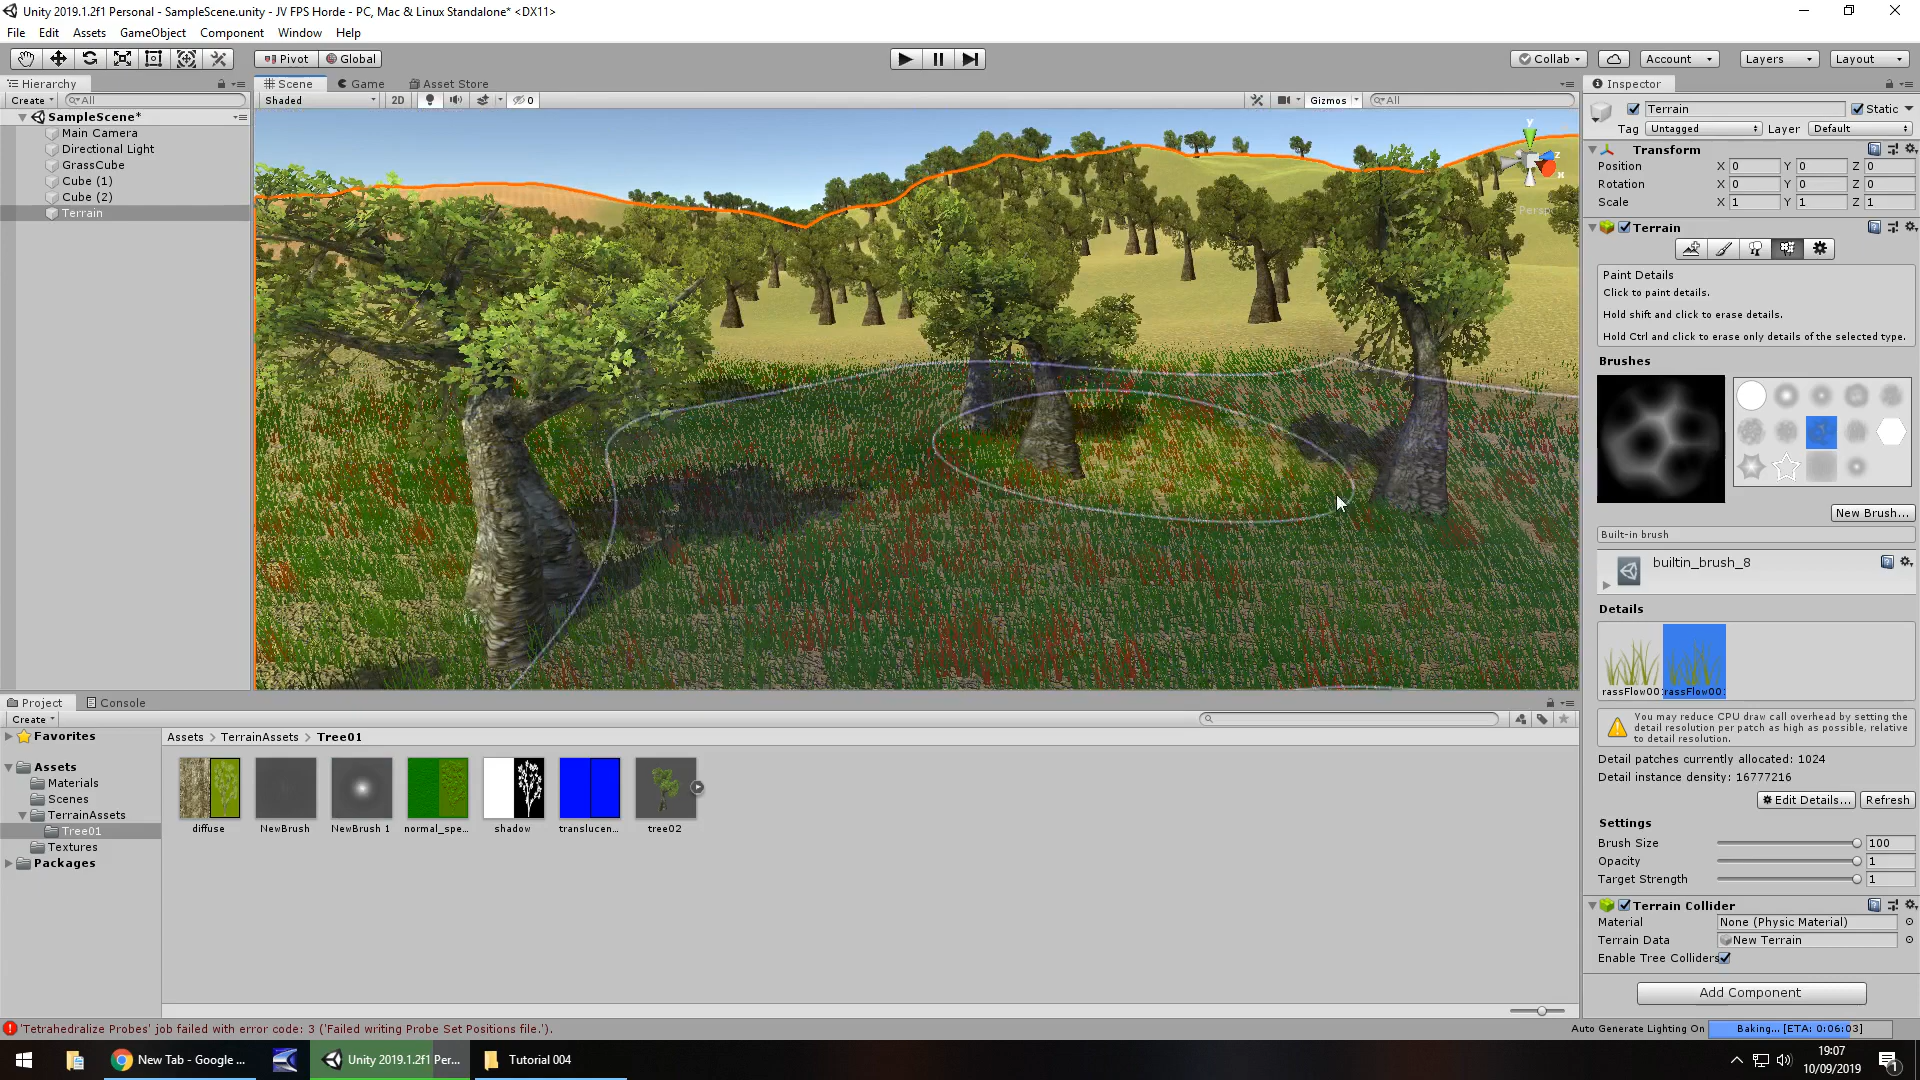 Unity 2019.1.2f1 Personal - SampleScene.unity - JV FPS Horde - PC, Mac & Linux Standalone* <DX11>
File Edit Assets GameObject Component Window Help
Pivot Global Collab Account Layers Layout
Hierarchy
Create All
SampleScene*
Main Camera
Directional Light
GrassCube
Cube (1)
Cube (2)
Terrain
Scene Game Asset Store
Shaded 2D 0 Gizmos All
y
z
x
Persp
Inspector
Terrain Static
Tag Untagged Layer Default
Transform
Position X 0 Y 0 Z 0
Rotation X 0 Y 0 Z 0
Scale X 1 Y 1 Z 1
Terrain
Paint Details
Click to paint details.
Hold shift and click to erase details.
Hold Ctrl and click to erase only details of the selected type.
Brushes
New Brush...
Built-in brush
builtin_brush_8
Details
rassFlow00 rassFlow00
You may reduce CPU draw call overhead by setting the
detail resolution per patch as high as possible, relative
to detail resolution.
Detail patches currently allocated: 1024
Detail instance density: 16777216
Edit Details... Refresh
Settings
Brush Size 100
Opacity 1
Target Strength 1
Terrain Collider
Material None (Physic Material)
Terrain Data New Terrain
Enable Tree Colliders
Add Component
Project Console
Create
Favorites
Assets
Materials
Scenes
TerrainAssets
Tree01
Textures
Packages
Assets > TerrainAssets > Tree01
diffuse NewBrush NewBrush 1 normal_spe... shadow translucen... tree02
'Tetrahedralize Probes' job failed with error code: 3 ('Failed writing Probe Set Positions file.').
Auto Generate Lighting On Baking... [ETA: 0:06:03]
New Tab - Google ... Unity 2019.1.2f1 Per... Tutorial 004
19:07
10/09/2019
1